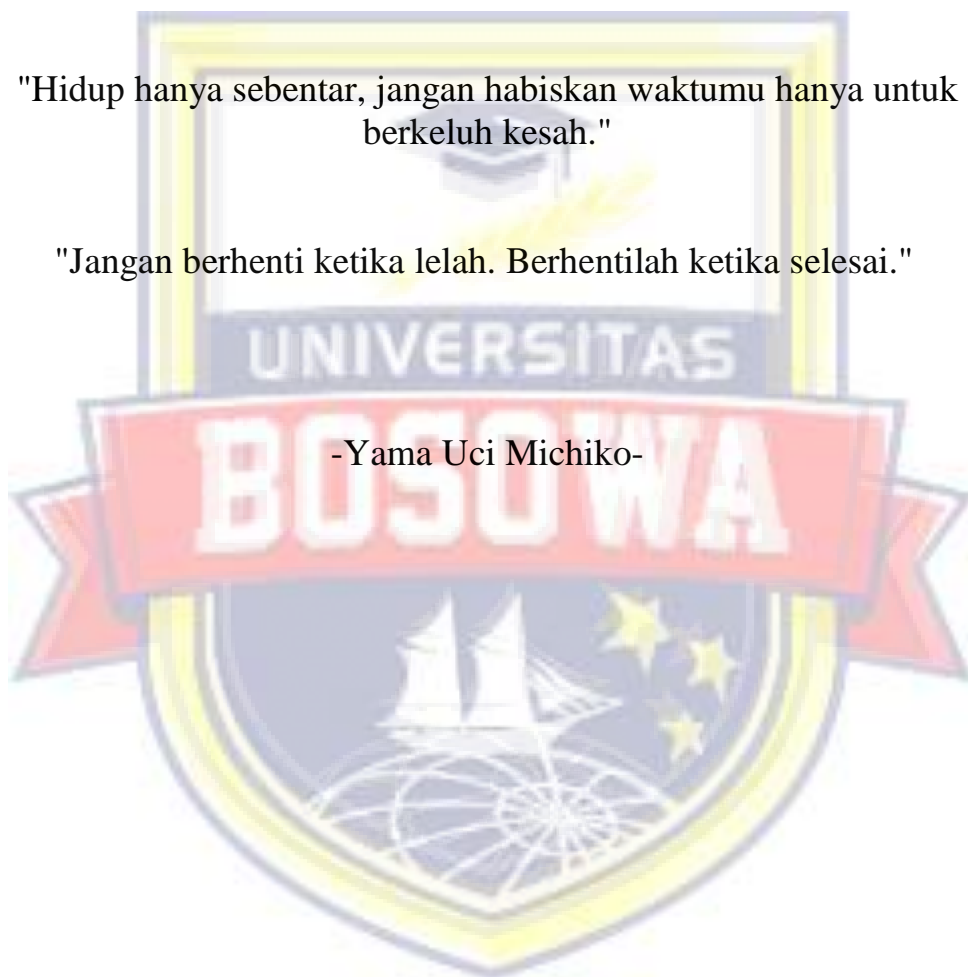 "Hidup hanya sebentar, jangan habiskan waktumu hanya untuk
berkeluh kesah."
"Jangan berhenti ketika lelah. Berhentilah ketika selesai."
UNIVERSITAS
-Yama Uci Michiko-
BOSOWA